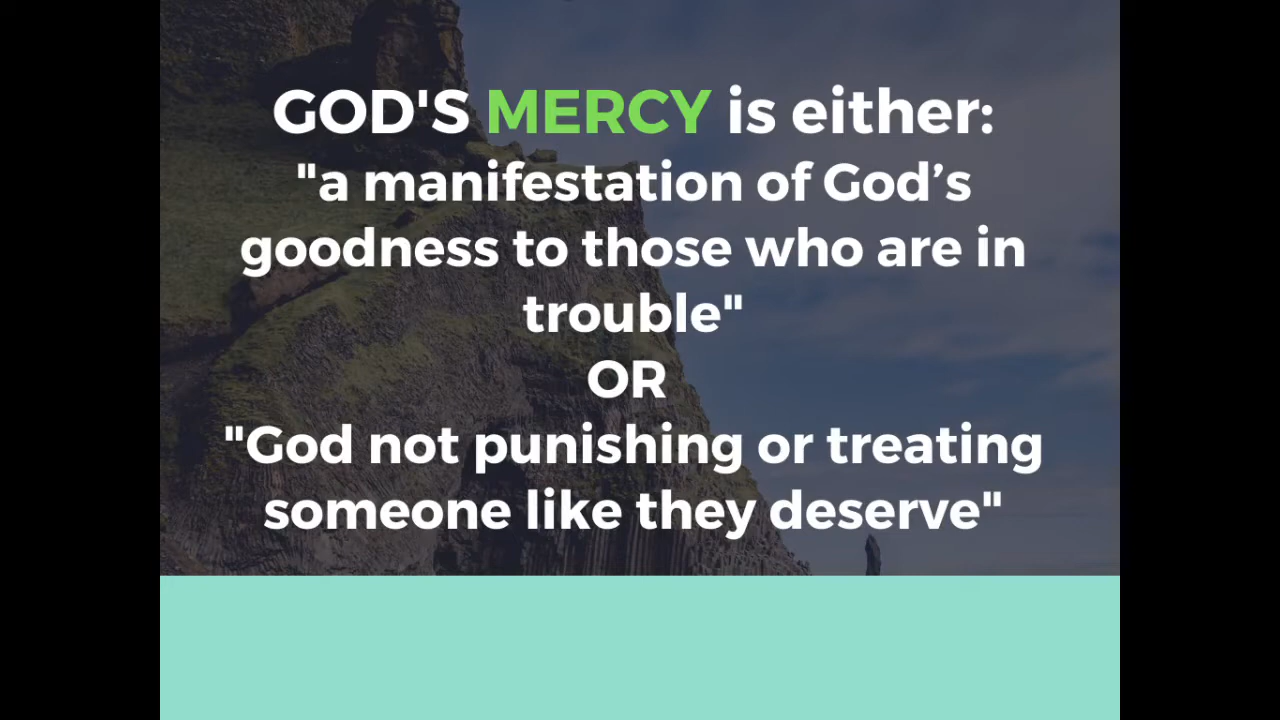 GOD'S MERCY is either:
"a manifestation of God’s
goodness to those who are in
trouble"
OR
"God not punishing or treating
someone like they deserve"